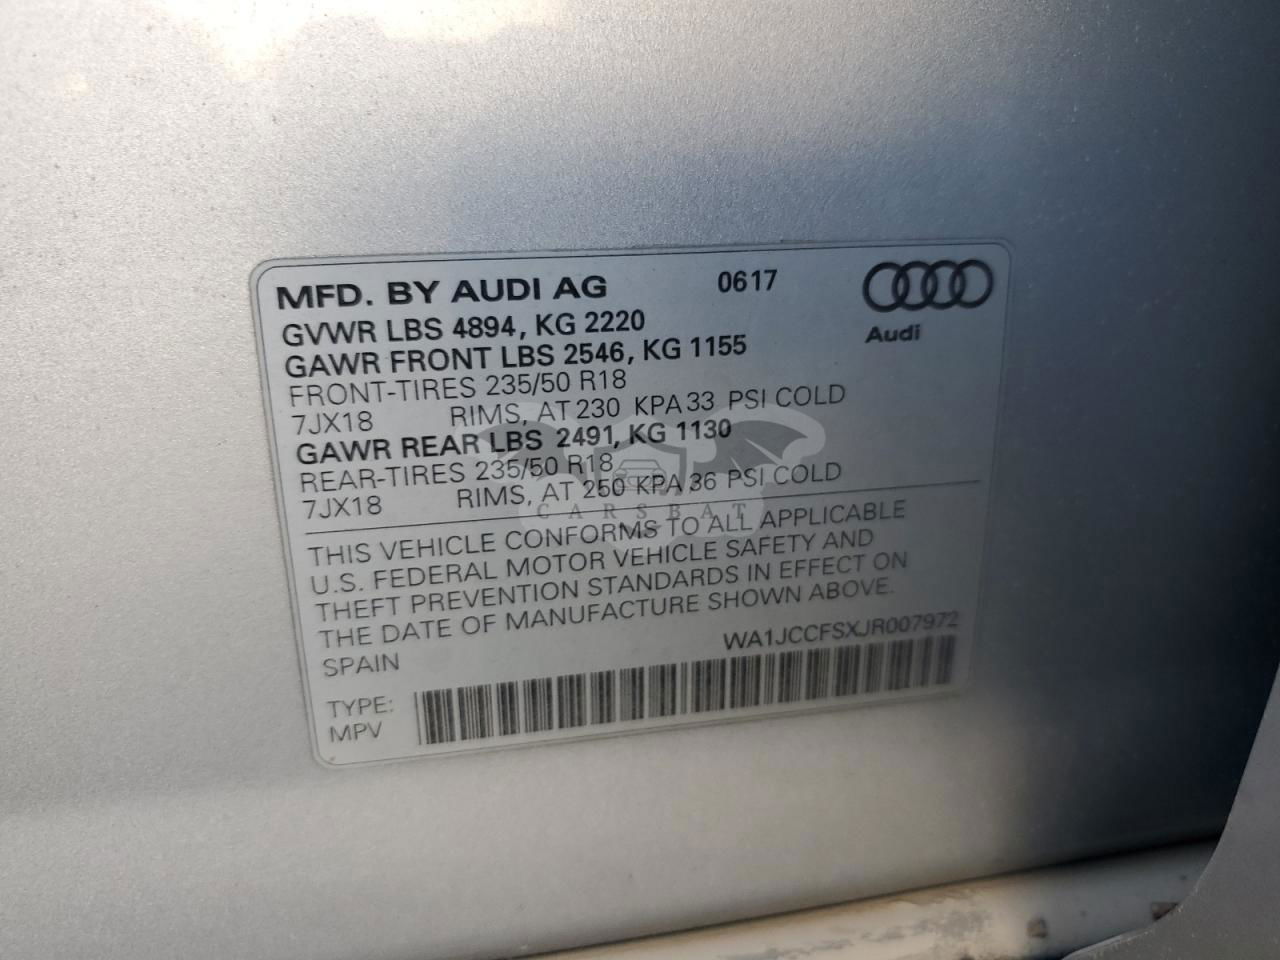 MFD. BY AUDI AG 0617
Audi
GVWR LBS 4894, KG 2220
GAWR FRONT LBS 2546, KG 1155
FRONT-TIRES 235/50 R18
7JX18 RIMS, AT 230 KPA 33 PSI COLD
GAWR REAR LBS 2491, KG 1130
REAR-TIRES 235/50 R18
7JX18 RIMS, AT 250 KPA 36 PSI COLD
CARSBAT
THIS VEHICLE CONFORMS TO ALL APPLICABLE
U.S. FEDERAL MOTOR VEHICLE SAFETY AND
THEFT PREVENTION STANDARDS IN EFFECT ON
THE DATE OF MANUFACTURE SHOWN ABOVE.
SPAIN WA1JCCFSXJR007972
TYPE:
MPV